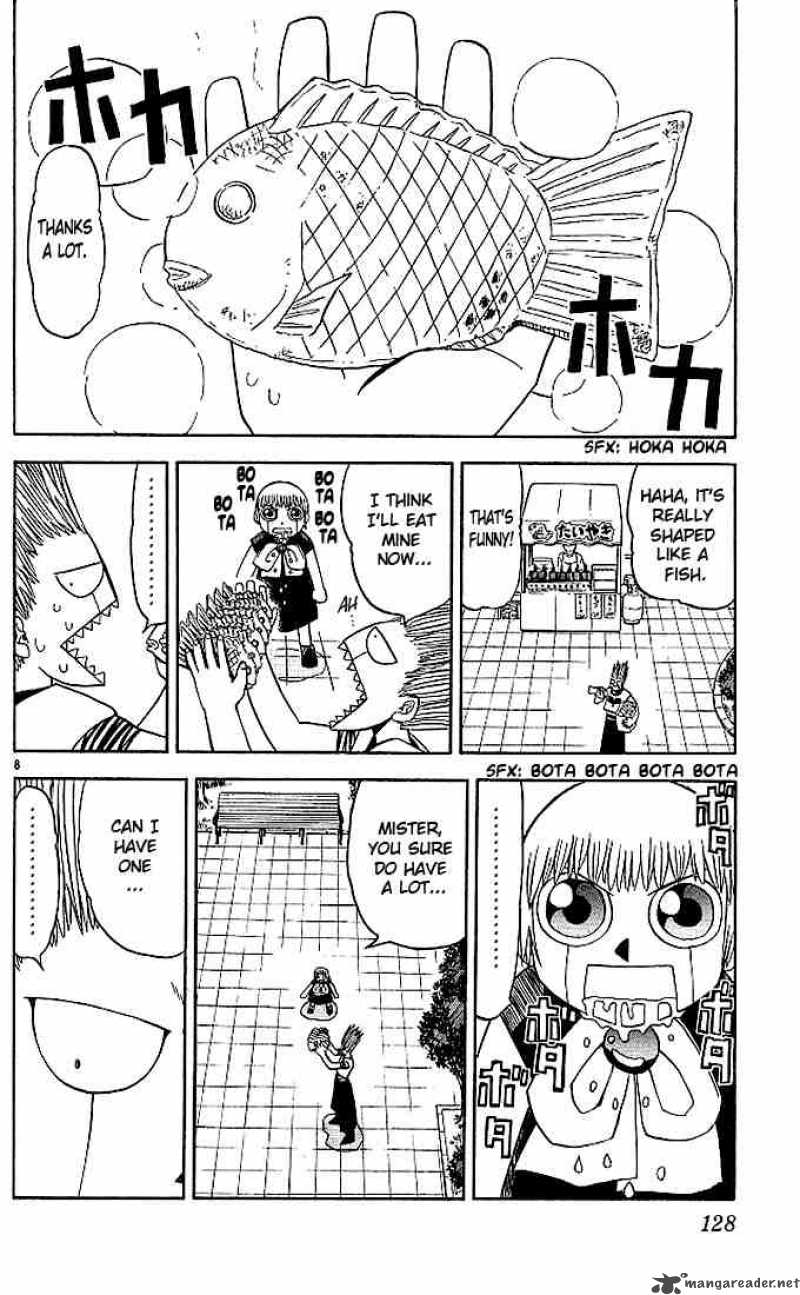 ホカ
THANKS
A LOT.
ホカ
SFX: HOKA HOKA
HAHA, IT'S
REALLY
SHAPED
LIKE A
FISH.
THAT'S
FUNNY!
たいやき
I THINK
I'LL EAT
MINE
NOW...
BO
TA
BO
TA
BO
TA
BO
TA
AH
........
8
SFX: BOTA BOTA BOTA BOTA
ボタ
ボタ
ボタ
ボタ
........
MISTER,
YOU SURE
DO HAVE
A LOT...
CAN I
HAVE
ONE
...
........
128
mangareader.net